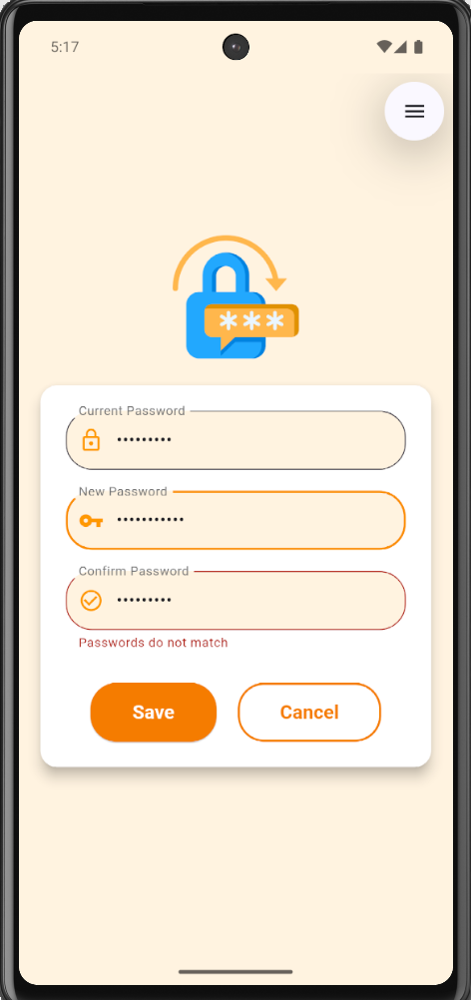 5:17
***
Current Password
•••••••••
New Password
•••••••••••
Confirm Password
•••••••••
Passwords do not match
Save
Cancel